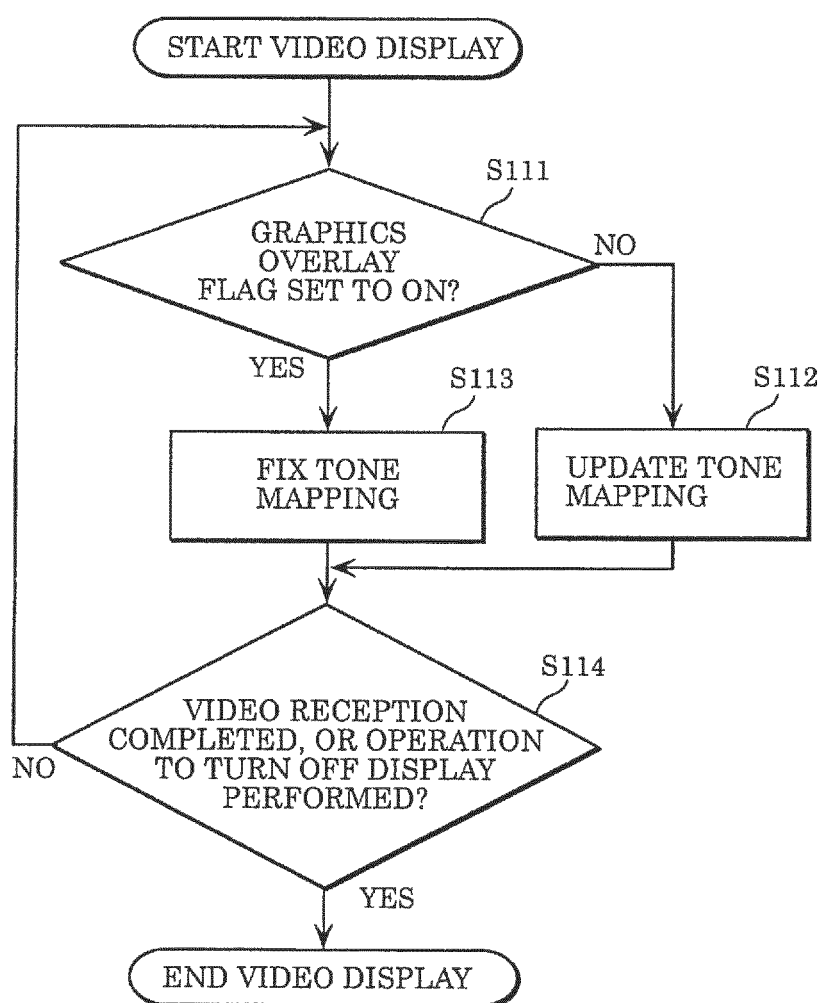 START VIDEO DISPLAY
S111
GRAPHICS
OVERLAY
FLAG SET TO ON?
NO
YES
S113
S112
FIX TONE
MAPPING
UPDATE TONE
MAPPING
S114
VIDEO RECEPTION
COMPLETED, OR OPERATION
TO TURN OFF DISPLAY
PERFORMED?
NO
YES
END VIDEO DISPLAY